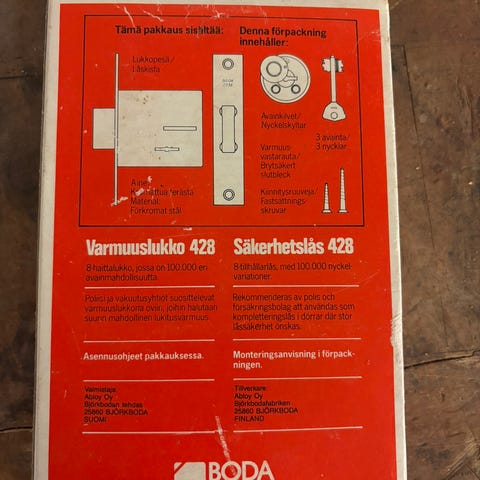 Tämä pakkaus sisältää:
Denna förpackning
innehåller:
Lukkopesä/
Låskista
Avainkilvet/
Nyckelskyltar
3 avainta/
3 nycklar
Varmuus-
vastarauta/
Brytsäkert
slutbleck
Aine:
Karkaistua terästä
Material:
Förkromat stål
Kiinnitysruuveja/
Fastsättnings-
skruvar
Varmuuslukko 428
8-haittalukko, jossa on 100.000 eri
avainmahdollisuutta.
Poliisi ja vakuutusyhtiöt suosittelevat
varmuuslukkona oviin, joihin halutaan
suurin mahdollinen lukitusvarmuus.
Asennusohjeet pakkauksessa.
Valmistaja:
Abloy Oy
Björkbodan tehdas
25860 BJÖRKBODA
SUOMI
Säkerhetslås 428
8-tillhållarlås, med 100.000 nyckel-
variationer.
Rekommenderas av polis och
försäkringsbolag att användas som
kompletteringslås i dörrar där stor
låssäkerhet önskas.
Monteringsanvisning i förpack-
ningen.
Tillverkare:
Abloy Oy
Björkbodafabriken
25860 BJÖRKBODA
FINLAND
BODA